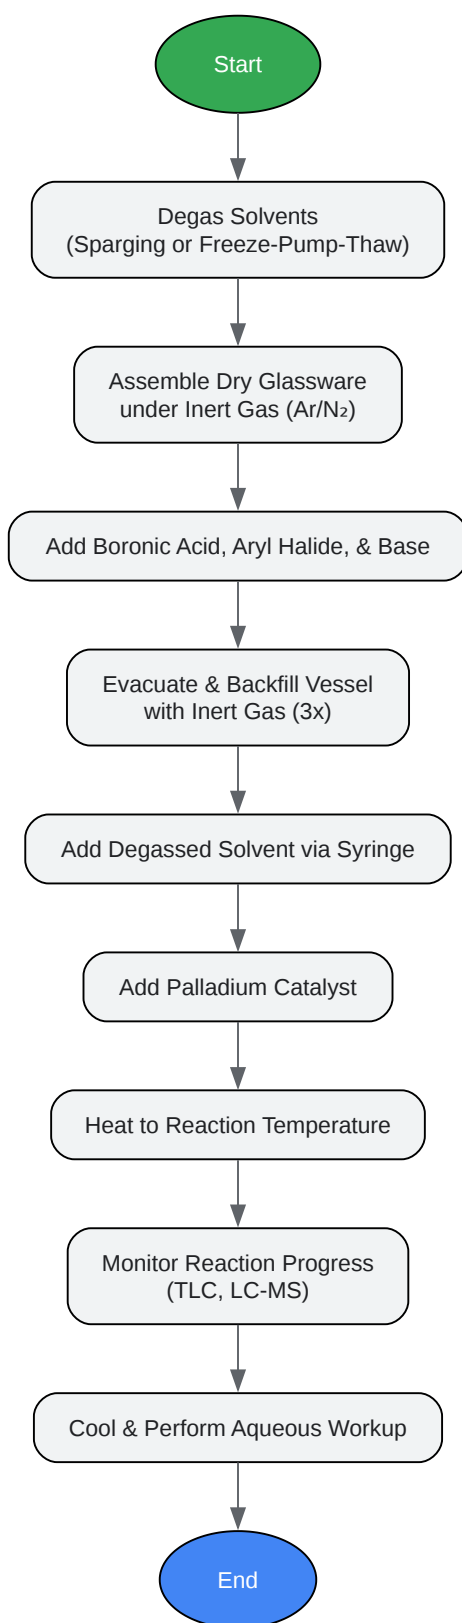 Start
Degas Solvents
(Sparging or Freeze-Pump-Thaw)
Assemble Dry Glassware
under Inert Gas (Ar/N₂)
Add Boronic Acid, Aryl Halide, & Base
Evacuate & Backfill Vessel
with Inert Gas (3x)
Add Degassed Solvent via Syringe
Add Palladium Catalyst
Heat to Reaction Temperature
Monitor Reaction Progress
(TLC, LC-MS)
Cool & Perform Aqueous Workup
End